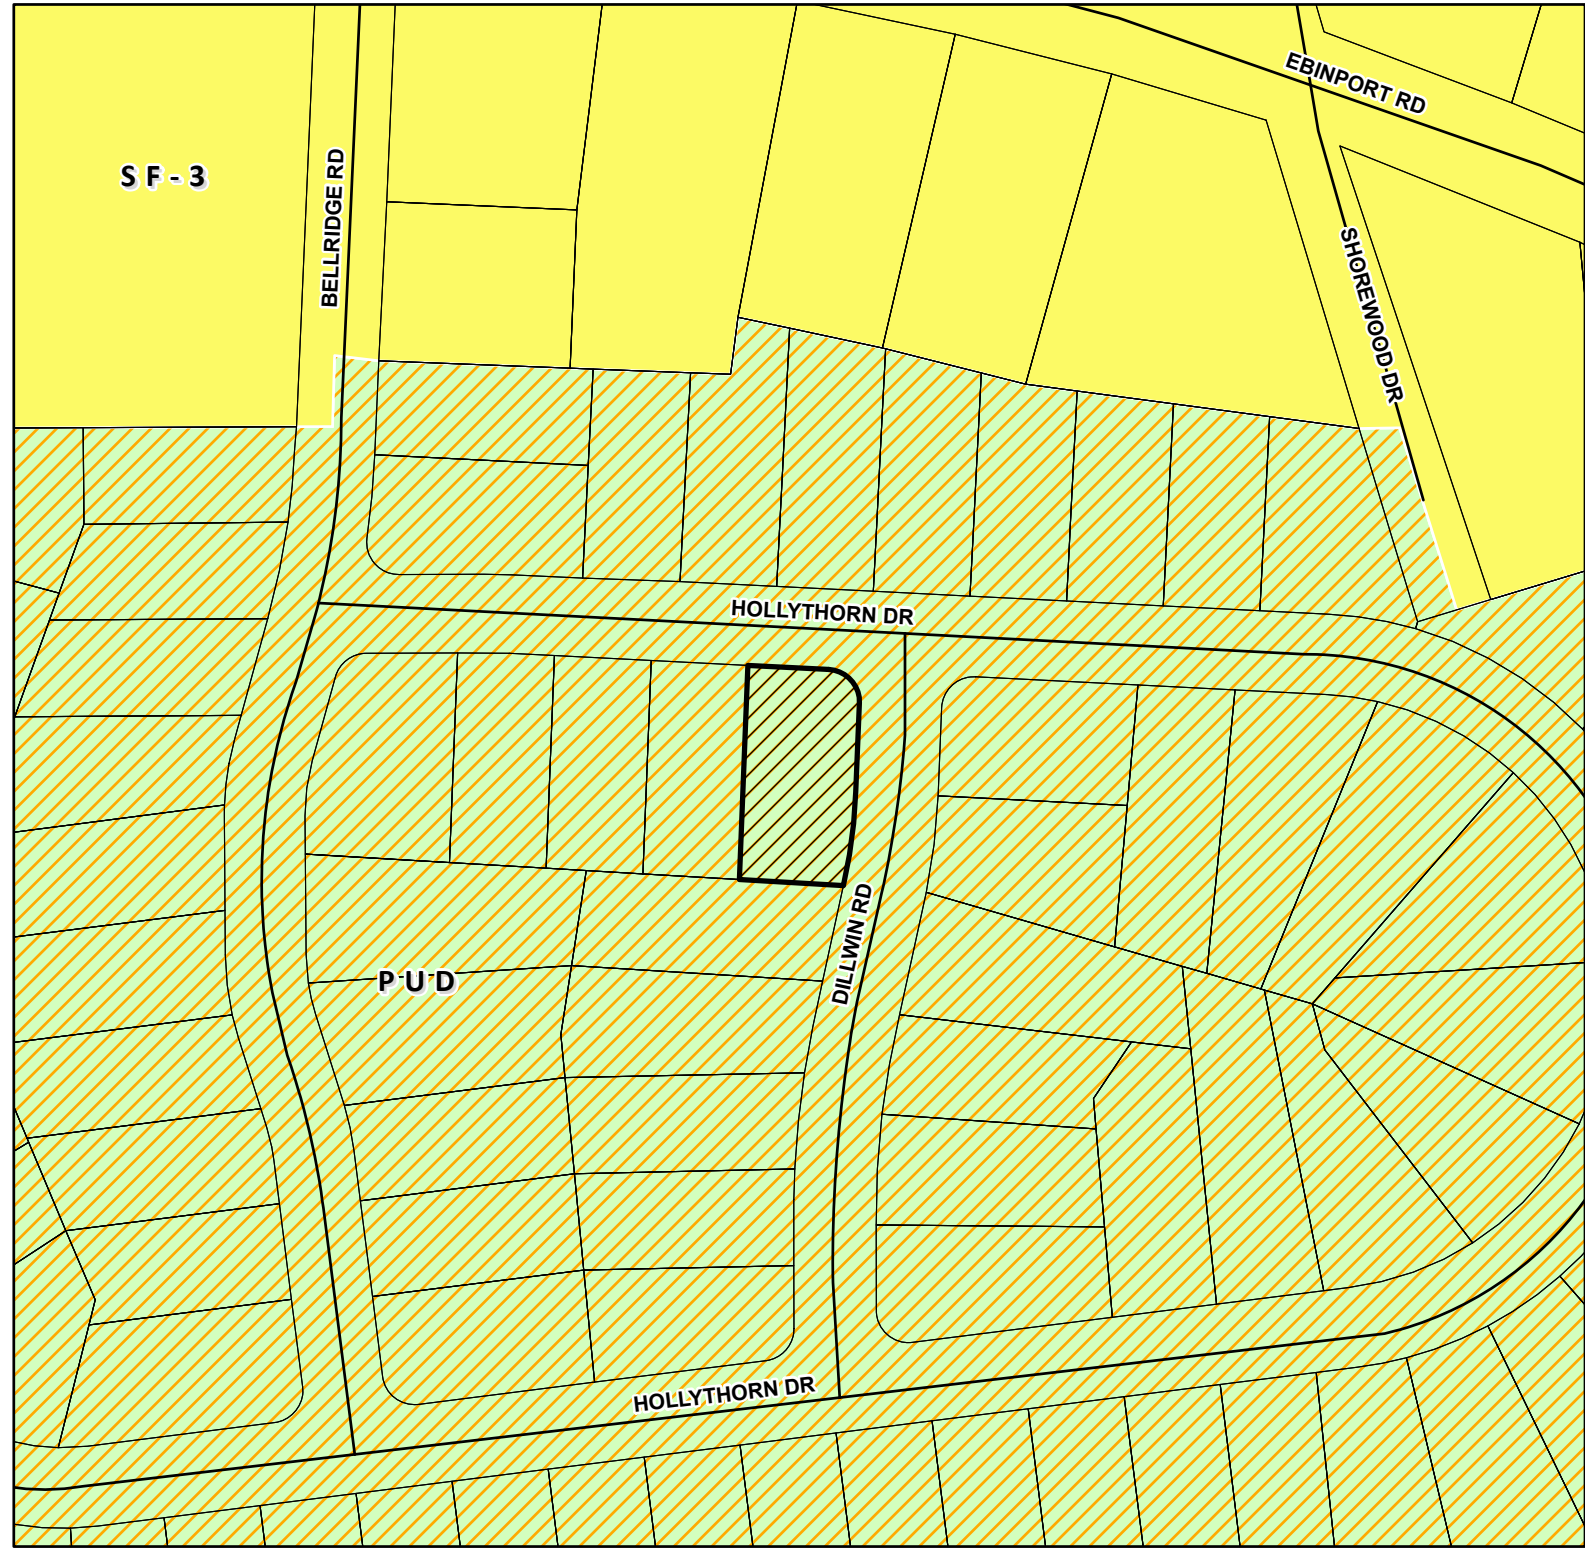 EBINPORT RD
SF-3
BELLRIDGE RD
SHOREWOOD DR
HOLLYTHORN DR
DILLWIN RD
PUD
HOLLYTHORN DR